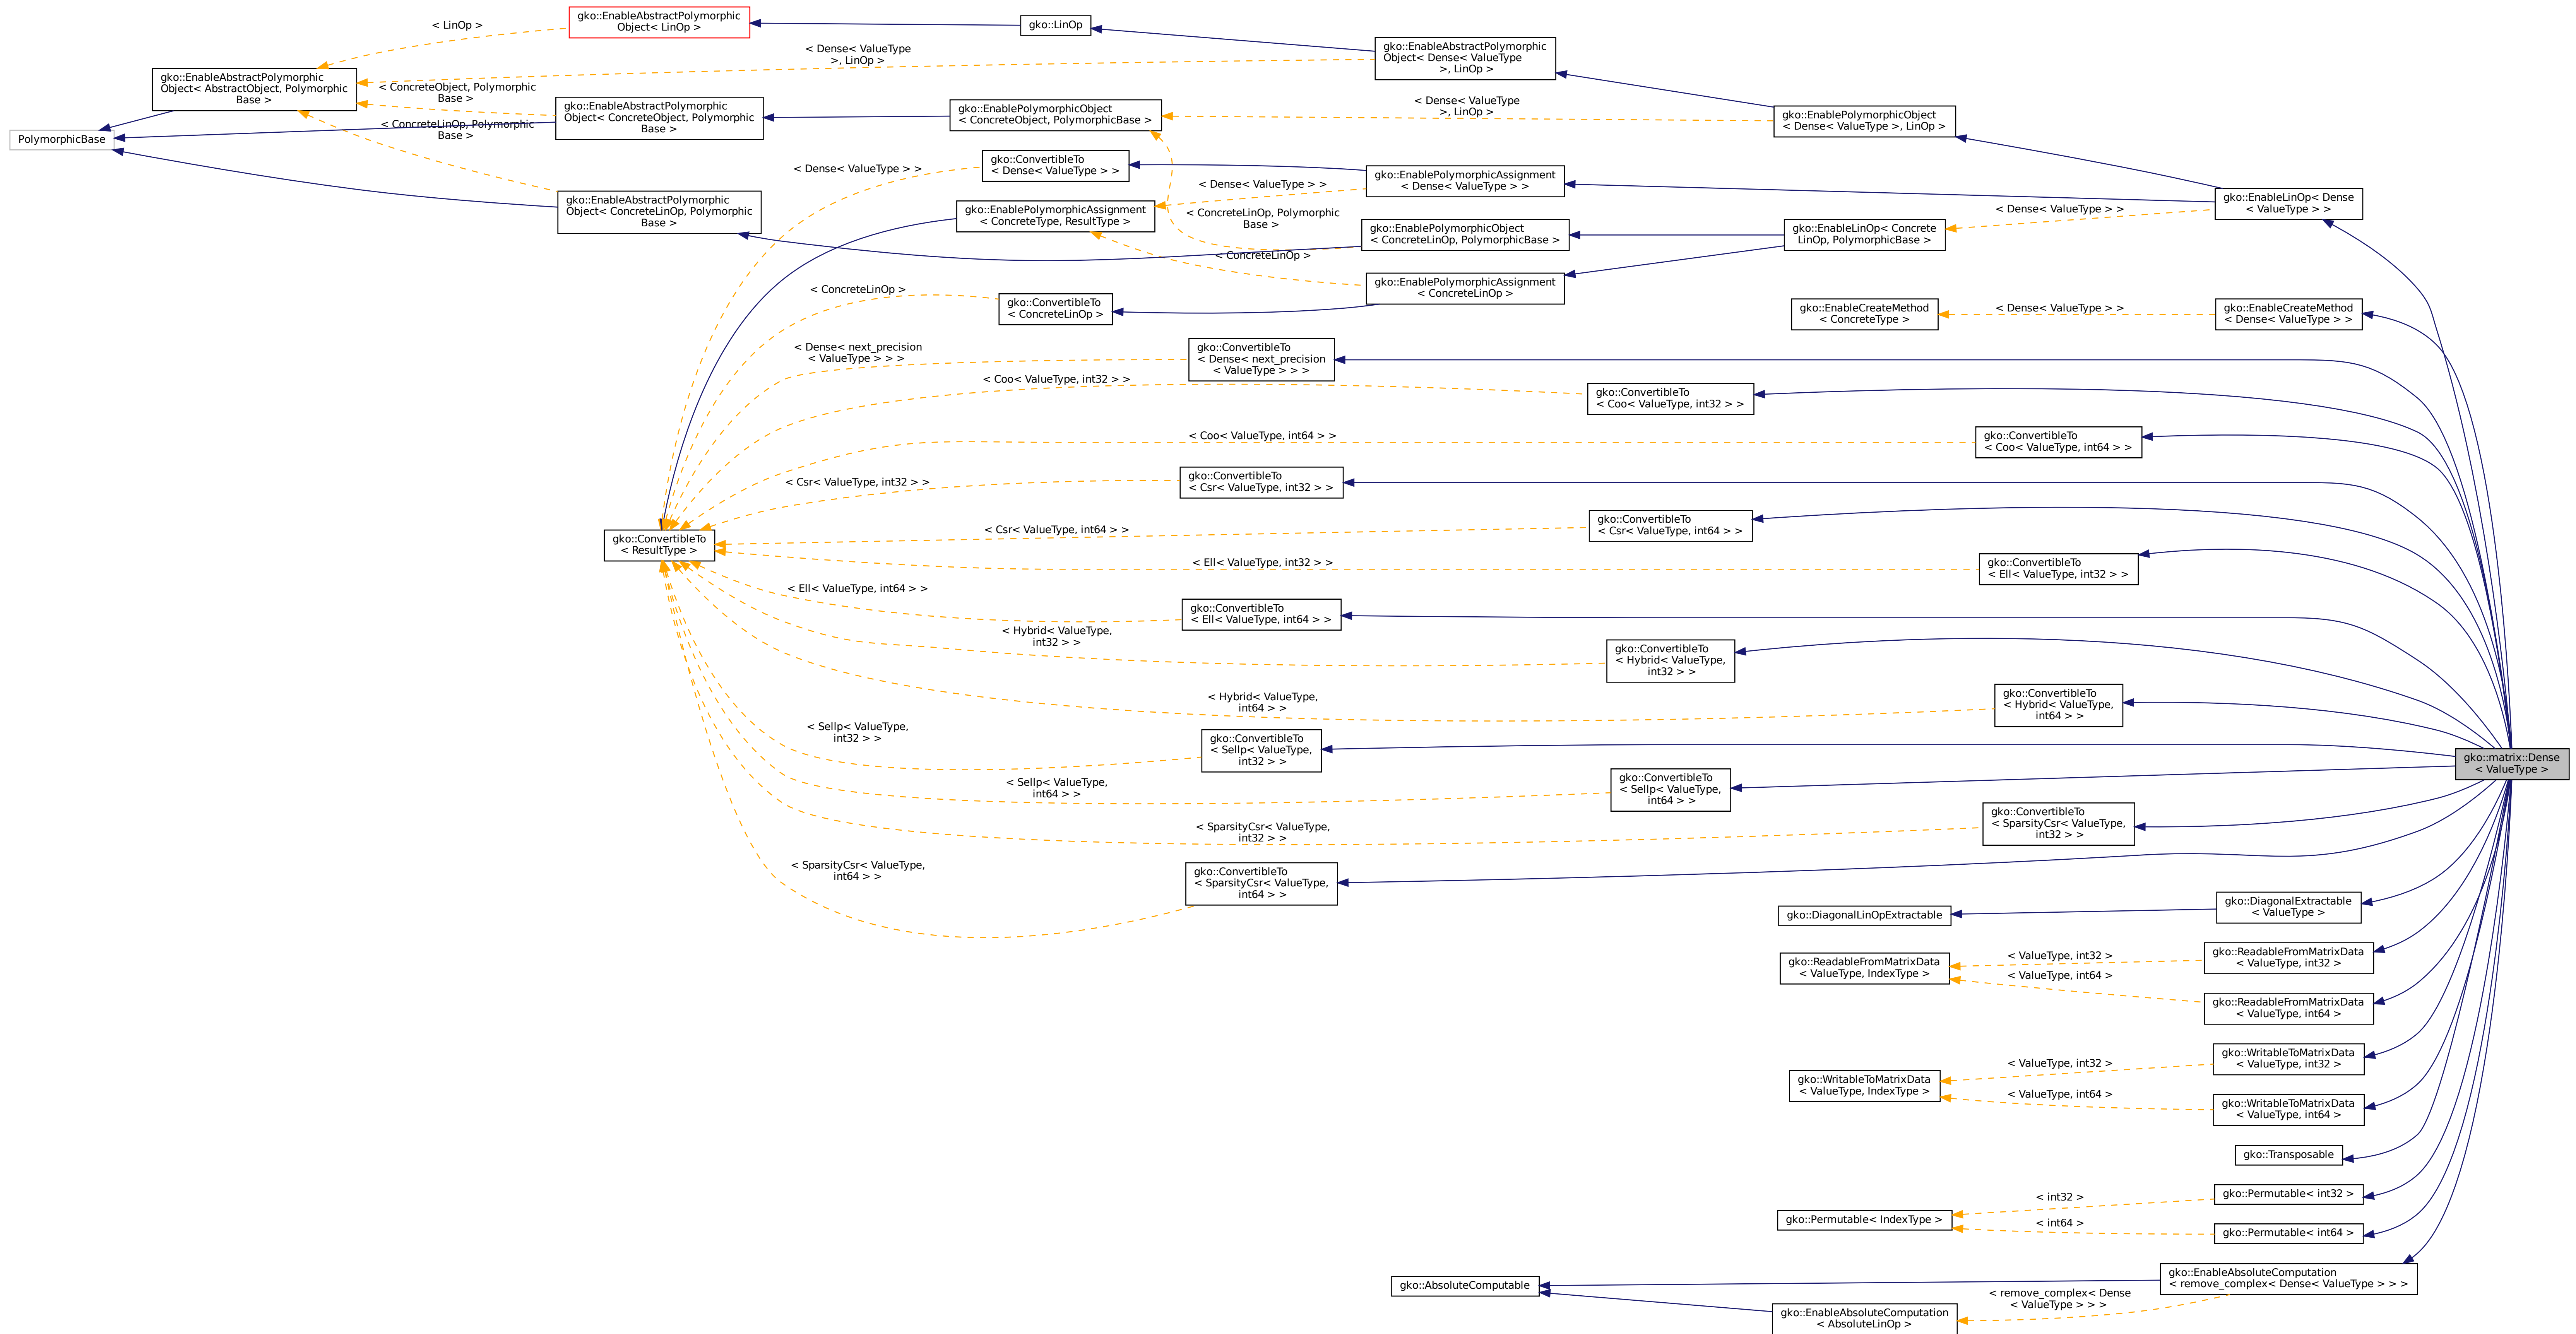 gko::EnableAbstractPolymorphic
Object< LinOp >
< LinOp >
gko::LinOp
gko::EnableAbstractPolymorphic
Object< Dense< ValueType
>, LinOp >
< Dense< ValueType
>, LinOp >
gko::EnableAbstractPolymorphic
Object< AbstractObject, Polymorphic
Base >
< ConcreteObject, Polymorphic
Base >
gko::EnableAbstractPolymorphic
Object< ConcreteObject, Polymorphic
Base >
gko::EnablePolymorphicObject
< ConcreteObject, PolymorphicBase >
< Dense< ValueType
>, LinOp >
gko::EnablePolymorphicObject
< Dense< ValueType >, LinOp >
PolymorphicBase
< ConcreteLinOp, Polymorphic
Base >
gko::ConvertibleTo
< Dense< ValueType > >
< Dense< ValueType > >
gko::EnablePolymorphicAssignment
< Dense< ValueType > >
< Dense< ValueType > >
gko::EnableAbstractPolymorphic
Object< ConcreteLinOp, Polymorphic
Base >
gko::EnablePolymorphicAssignment
< ConcreteType, ResultType >
< ConcreteLinOp, Polymorphic
Base >
gko::EnablePolymorphicObject
< ConcreteLinOp, PolymorphicBase >
gko::EnableLinOp< Concrete
LinOp, PolymorphicBase >
< Dense< ValueType > >
gko::EnableLinOp< Dense
< ValueType > >
< ConcreteLinOp >
gko::EnablePolymorphicAssignment
< ConcreteLinOp >
< ConcreteLinOp >
gko::ConvertibleTo
< ConcreteLinOp >
gko::EnableCreateMethod
< ConcreteType >
< Dense< ValueType > >
gko::EnableCreateMethod
< Dense< ValueType > >
< Dense< next_precision
< ValueType > > >
gko::ConvertibleTo
< Dense< next_precision
< ValueType > > >
< Coo< ValueType, int32 > >
gko::ConvertibleTo
< Coo< ValueType, int32 > >
< Coo< ValueType, int64 > >
gko::ConvertibleTo
< Coo< ValueType, int64 > >
< Csr< ValueType, int32 > >
gko::ConvertibleTo
< Csr< ValueType, int32 > >
gko::ConvertibleTo
< ResultType >
< Csr< ValueType, int64 > >
gko::ConvertibleTo
< Csr< ValueType, int64 > >
< Ell< ValueType, int32 > >
gko::ConvertibleTo
< Ell< ValueType, int32 > >
< Ell< ValueType, int64 > >
gko::ConvertibleTo
< Ell< ValueType, int64 > >
< Hybrid< ValueType,
int32 > >
gko::ConvertibleTo
< Hybrid< ValueType,
int32 > >
< Hybrid< ValueType,
int64 > >
gko::ConvertibleTo
< Hybrid< ValueType,
int64 > >
< Sellp< ValueType,
int32 > >
gko::ConvertibleTo
< Sellp< ValueType,
int32 > >
gko::matrix::Dense
< ValueType >
< Sellp< ValueType,
int64 > >
gko::ConvertibleTo
< Sellp< ValueType,
int64 > >
< SparsityCsr< ValueType,
int32 > >
gko::ConvertibleTo
< SparsityCsr< ValueType,
int32 > >
< SparsityCsr< ValueType,
int64 > >
gko::ConvertibleTo
< SparsityCsr< ValueType,
int64 > >
gko::DiagonalLinOpExtractable
gko::DiagonalExtractable
< ValueType >
gko::ReadableFromMatrixData
< ValueType, IndexType >
< ValueType, int32 >
gko::ReadableFromMatrixData
< ValueType, int32 >
< ValueType, int64 >
gko::ReadableFromMatrixData
< ValueType, int64 >
gko::WritableToMatrixData
< ValueType, IndexType >
< ValueType, int32 >
gko::WritableToMatrixData
< ValueType, int32 >
< ValueType, int64 >
gko::WritableToMatrixData
< ValueType, int64 >
gko::Transposable
gko::Permutable< IndexType >
< int32 >
gko::Permutable< int32 >
< int64 >
gko::Permutable< int64 >
gko::AbsoluteComputable
gko::EnableAbsoluteComputation
< remove_complex< Dense< ValueType > > >
< remove_complex< Dense
< ValueType > > >
gko::EnableAbsoluteComputation
< AbsoluteLinOp >